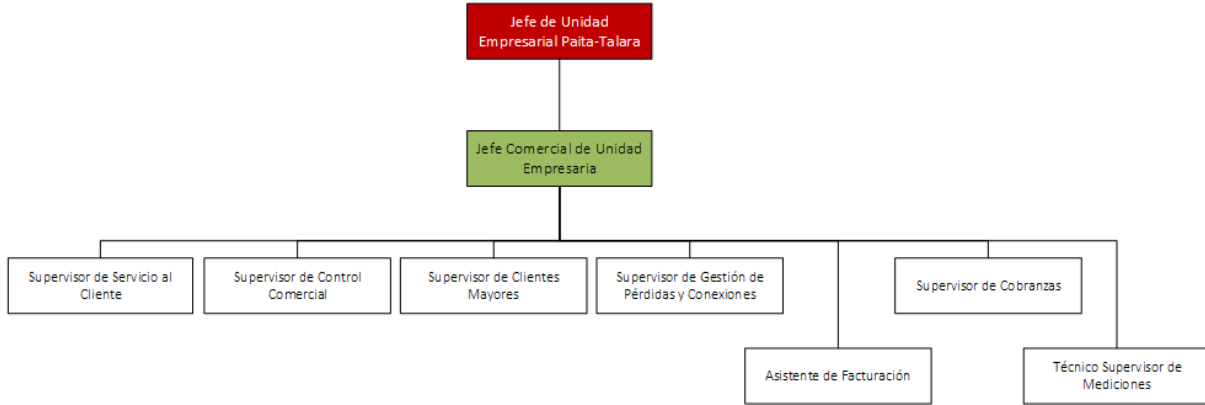 Jefe de Unidad
Empresarial Paita-Talara
Jefe Comercial de Unidad
Empresaria
Supervisor de Servicio al
Cliente
Supervisor de Control
Comercial
Supervisor de Clientes
Mayores
Supervisor de Gestión de
Pérdidas y Conexiones
Supervisor de Cobranzas
Asistente de Facturación
Técnico Supervisor de
Mediciones